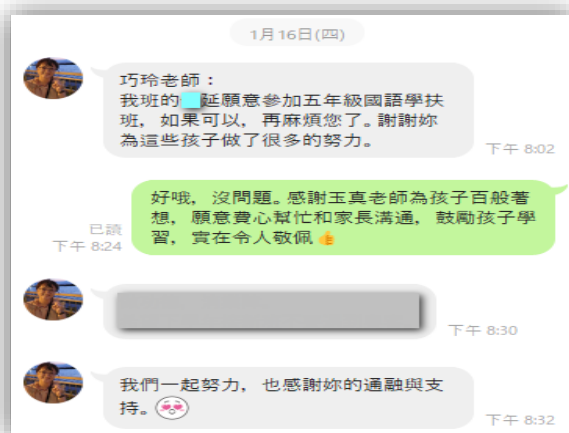 1月16日(四)
巧玲老師：
我班的延願意參加五年級國語學扶
班，如果可以，再麻煩您了。謝謝妳
為這些孩子做了很多的努力。
下午 8:02
好哦，沒問題。感謝玉真老師為孩子百般著
想，願意費心幫忙和家長溝通，鼓勵孩子學
習，實在令人敬佩👍
已讀
下午 8:24
下午 8:30
我們一起努力，也感謝妳的通融與支
持。
下午 8:32